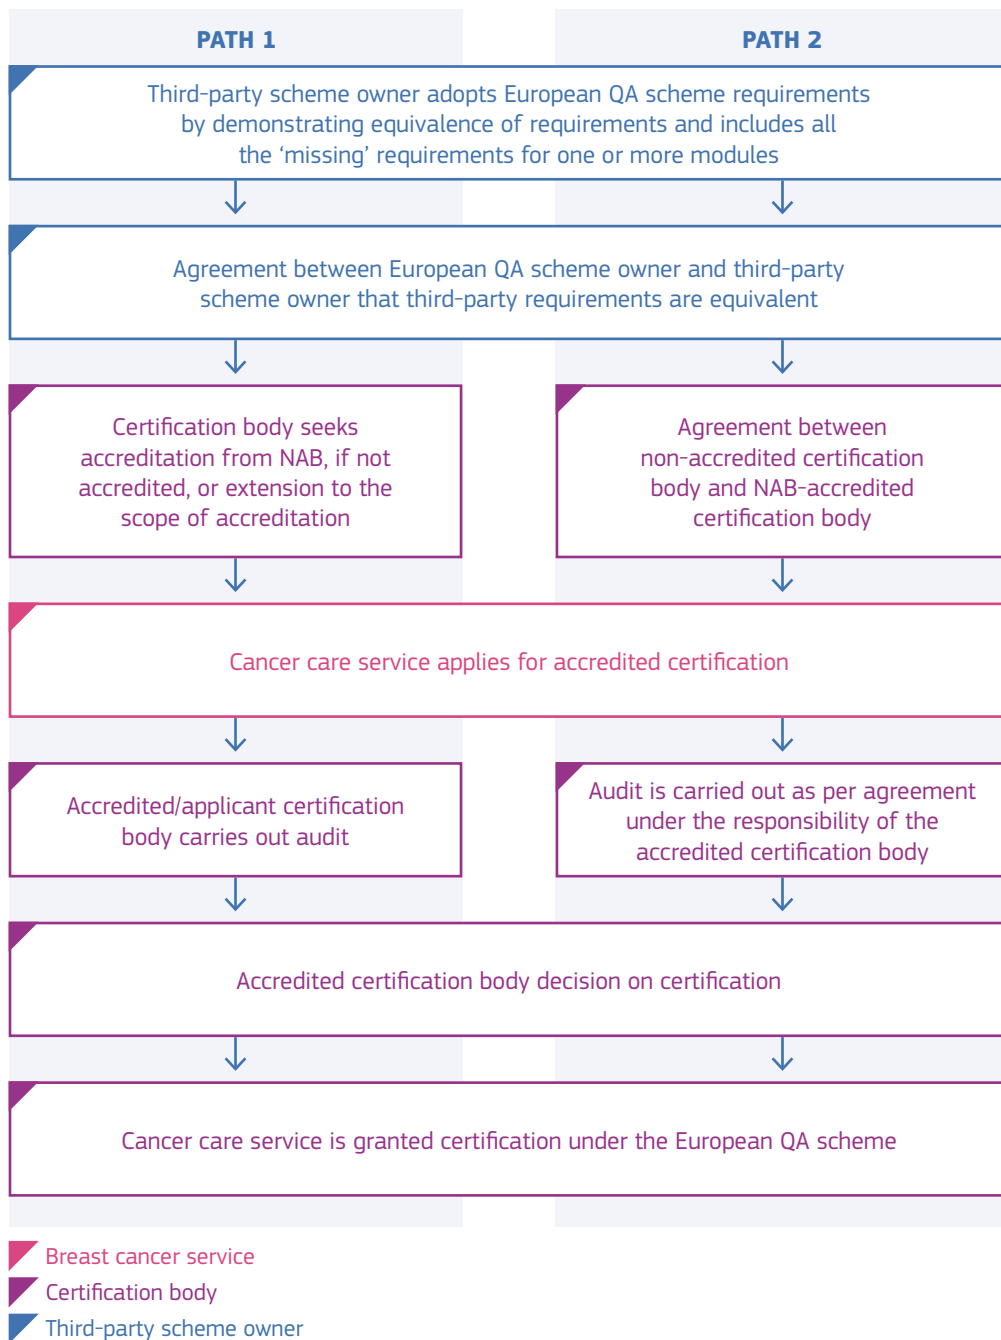 PATH 1
PATH 2
Third-party scheme owner adopts European QA scheme requirements
by demonstrating equivalence of requirements and includes all
the ‘missing’ requirements for one or more modules
Agreement between European QA scheme owner and third-party
scheme owner that third-party requirements are equivalent
Certification body seeks
accreditation from NAB, if not
accredited, or extension to the
scope of accreditation
Agreement between
non-accredited certification
body and NAB-accredited
certification body
Cancer care service applies for accredited certification
Accredited/applicant certification
body carries out audit
Audit is carried out as per agreement
under the responsibility of the
accredited certification body
Accredited certification body decision on certification
Cancer care service is granted certification under the European QA scheme
Breast cancer service
Certification body
Third-party scheme owner